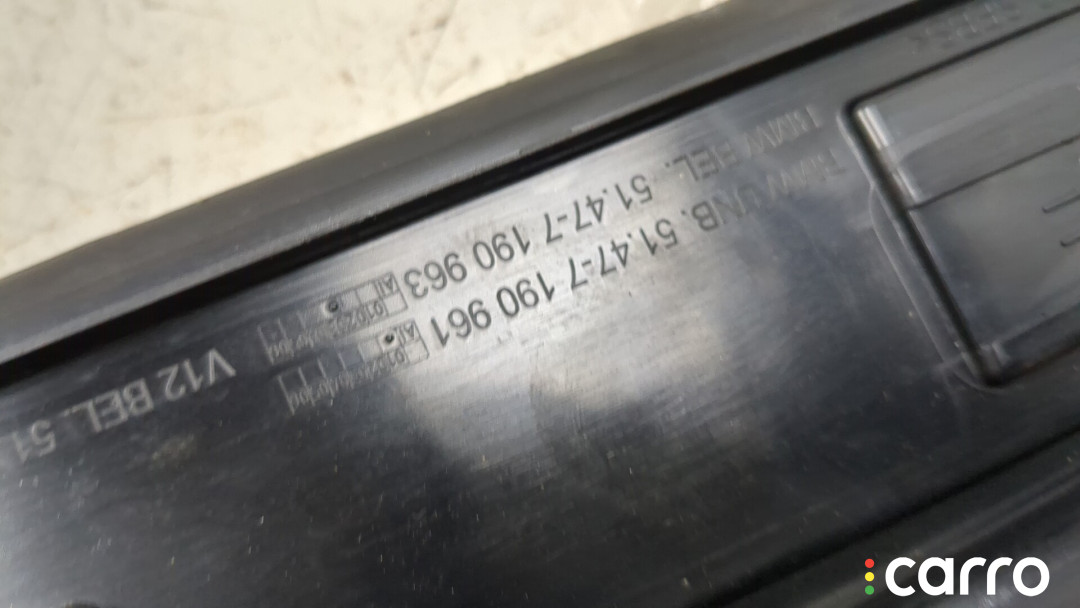 BMW UNB. 51.47-7 190 961
BMW BEL. 51.47-7 190 963
V12 BEL. 51
carro